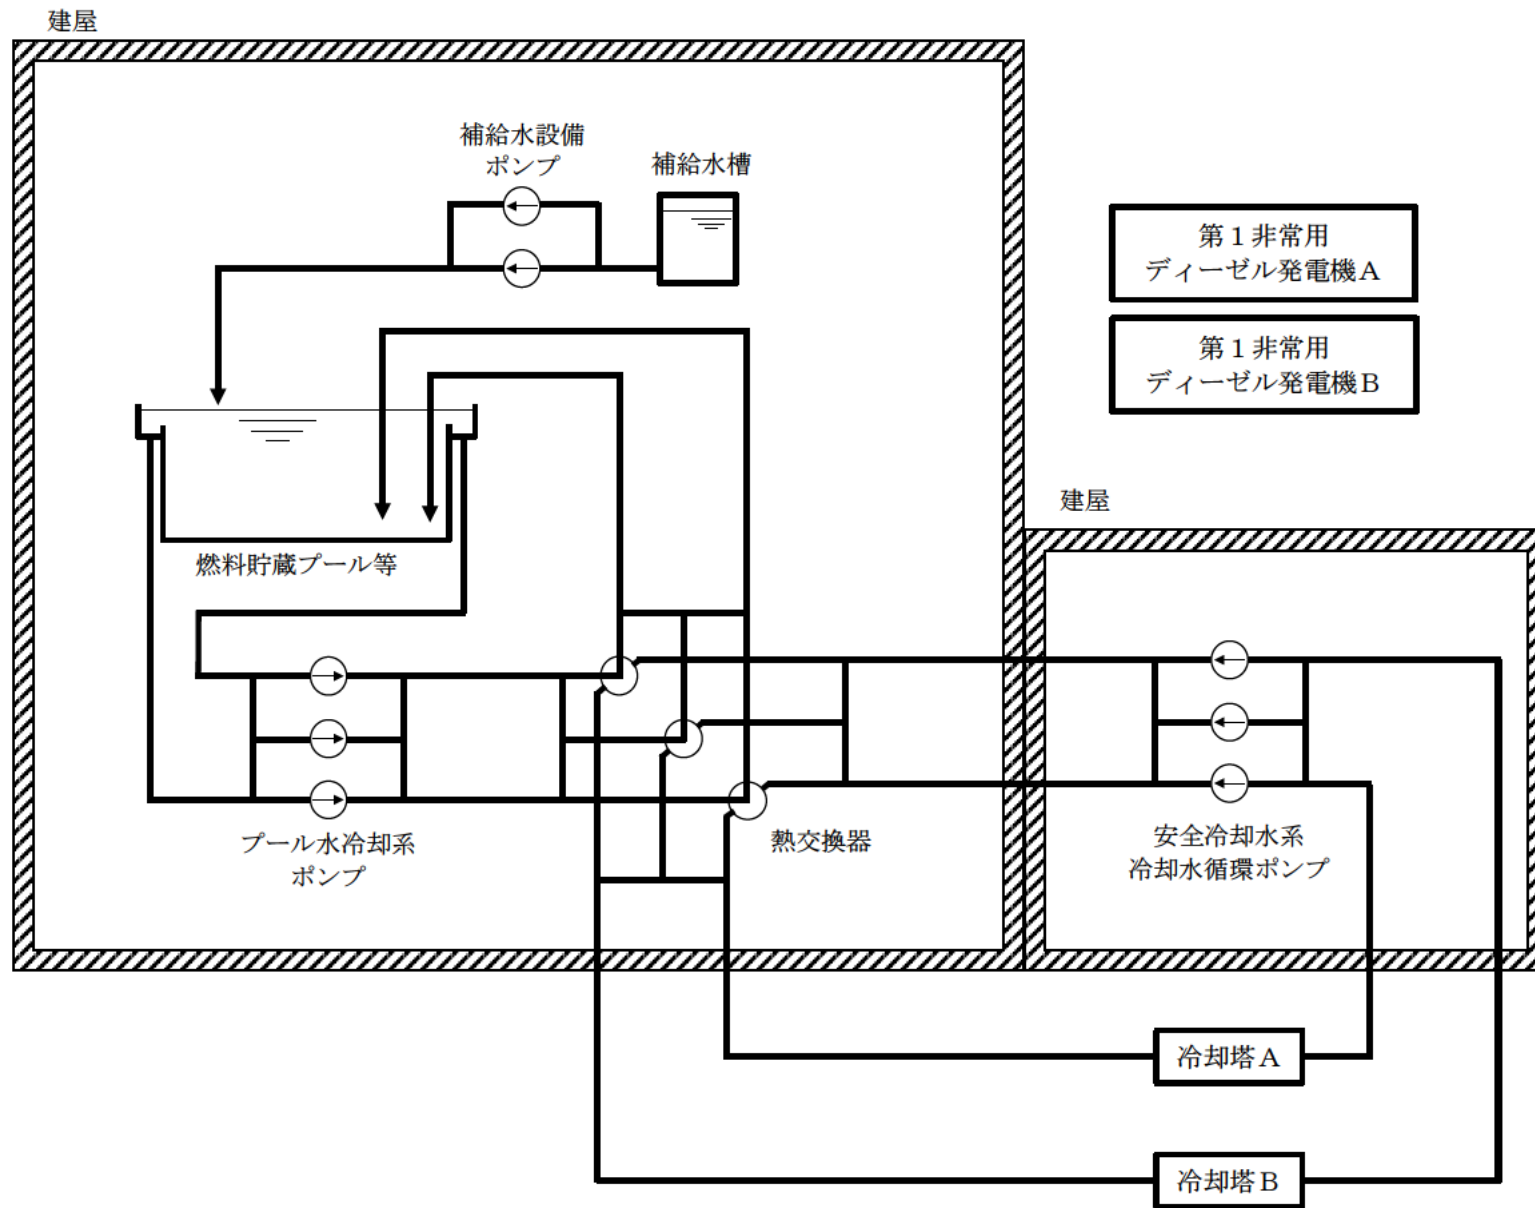 建屋
補給水設備
ポンプ
補給水槽
第１非常用
ディーゼル発電機Ａ
第１非常用
ディーゼル発電機Ｂ
建屋
燃料貯蔵プール等
プール水冷却系
ポンプ
熱交換器
安全冷却水系
冷却水循環ポンプ
冷却塔Ａ
冷却塔Ｂ